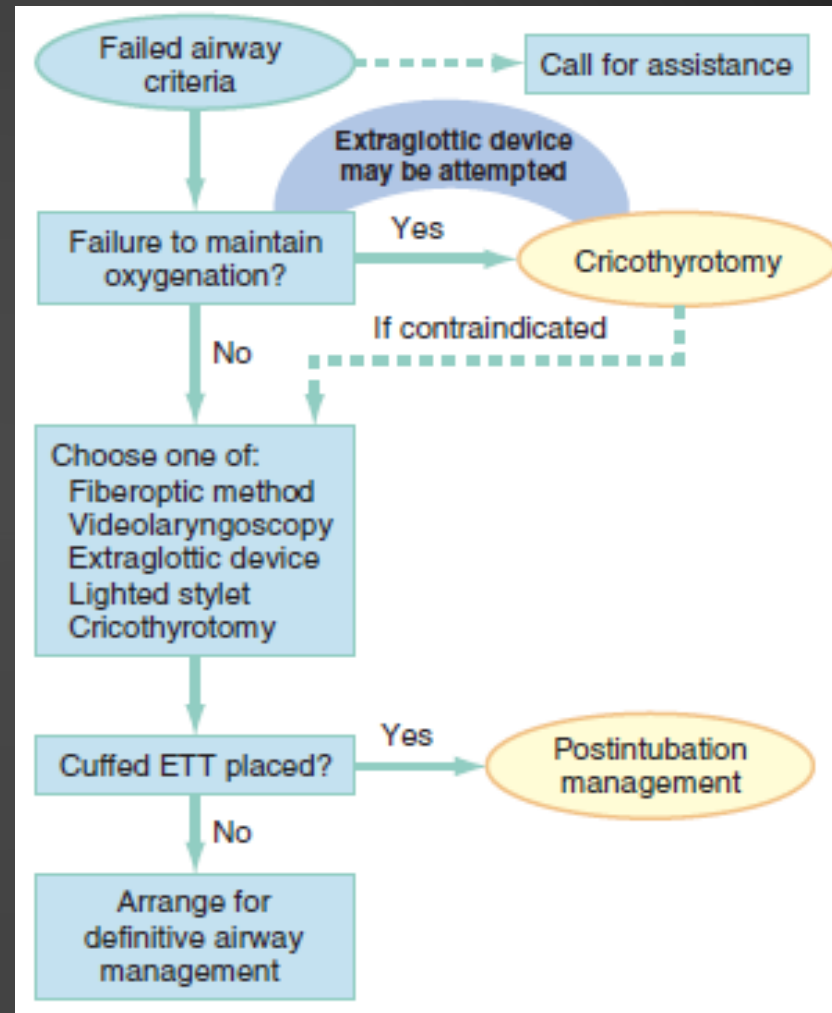 Failed airway
criteria
Call for assistance
Extraglottic device
may be attempted
Failure to maintain
oxygenation?
Yes
Cricothyrotomy
If contraindicated
No
Choose one of:
Fiberoptic method
Videolaryngoscopy
Extraglottic device
Lighted stylet
Cricothyrotomy
Cuffed ETT placed?
Yes
Postintubation
management
No
Arrange for
definitive airway
management